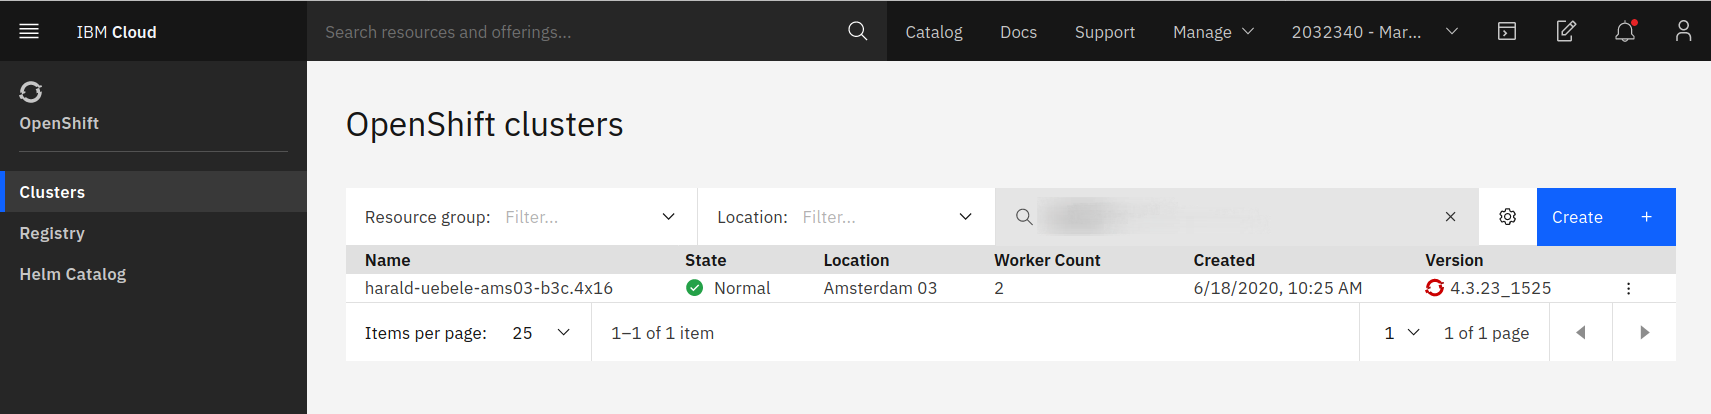 IBM Cloud
Search resources and offerings...
Catalog
Docs
Support
Manage
2032340 - Mar...
OpenShift
Clusters
Registry
Helm Catalog
OpenShift clusters
Resource group: Filter...
Location: Filter...
Create +
Name State Location Worker Count Created Version
harald-uebele-ams03-b3c.4x16 Normal Amsterdam 03 2 6/18/2020, 10:25 AM 4.3.23_1525
Items per page: 25 1–1 of 1 item 1 1 of 1 page